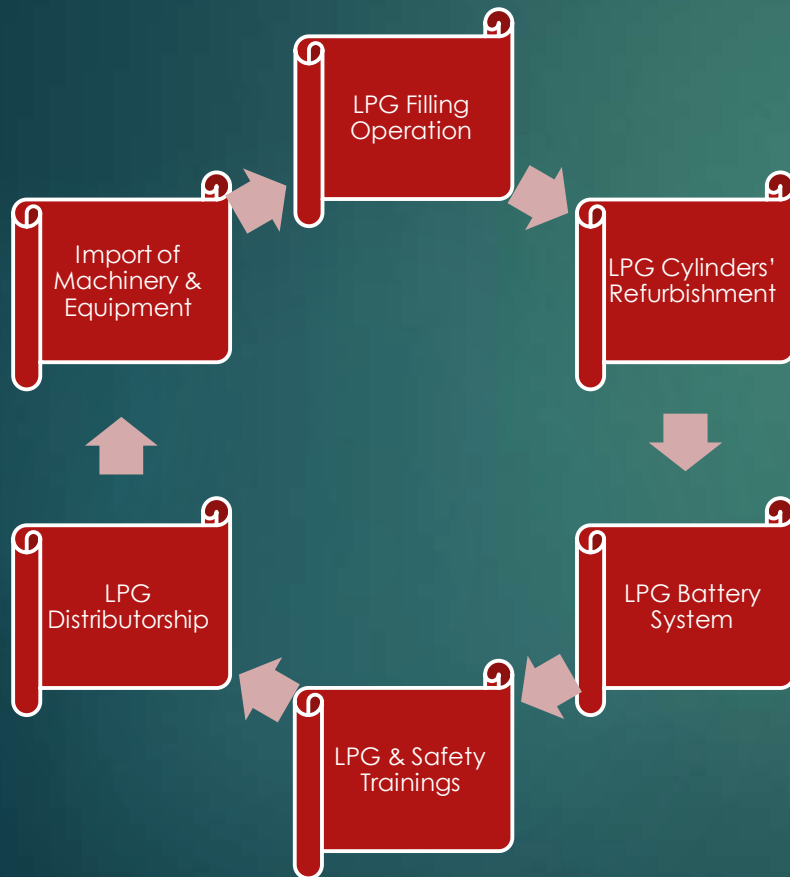 LPG Filling
Operation
LPG Cylinders’
Refurbishment
LPG Battery
System
LPG & Safety
Trainings
LPG
Distributorship
Import of
Machinery &
Equipment